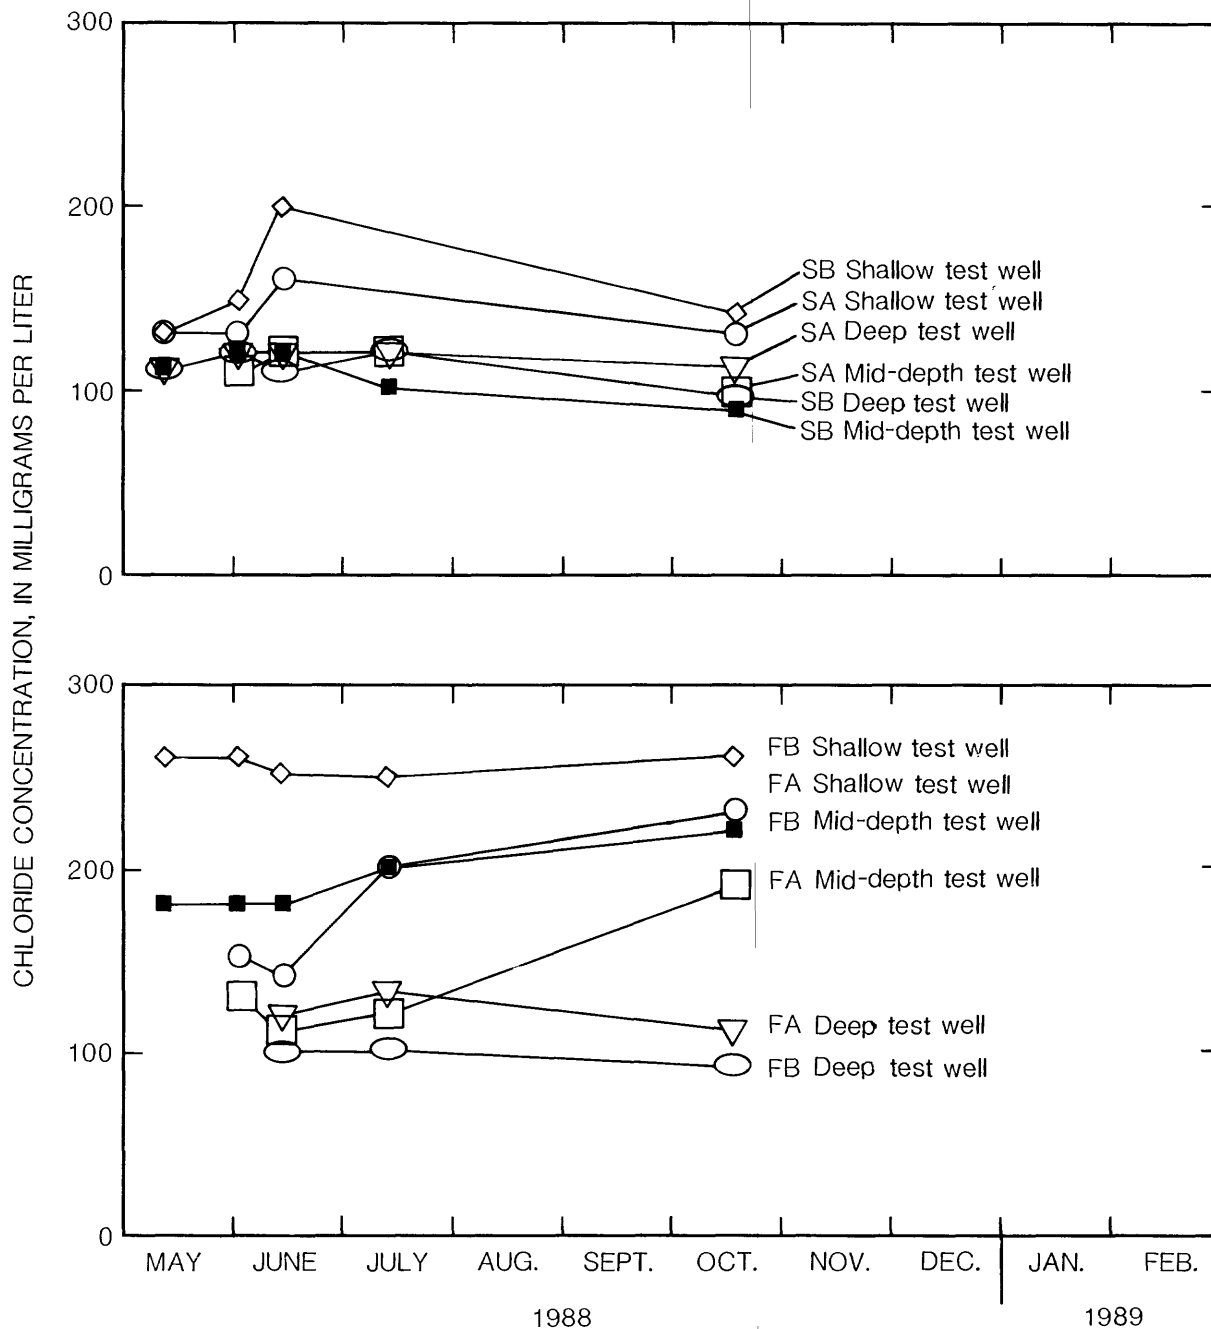 CHLORIDE CONCENTRATION, IN MILLIGRAMS PER LITER
300
200
100
0
SB Shallow test well
SA Shallow test well
SA Deep test well
SA Mid-depth test well
SB Deep test well
SB Mid-depth test well
300
200
100
0
FB Shallow test well
FA Shallow test well
FB Mid-depth test well
FA Mid-depth test well
FA Deep test well
FB Deep test well
MAY JUNE JULY AUG. SEPT. OCT. NOV. DEC. JAN. FEB.
1988 1989